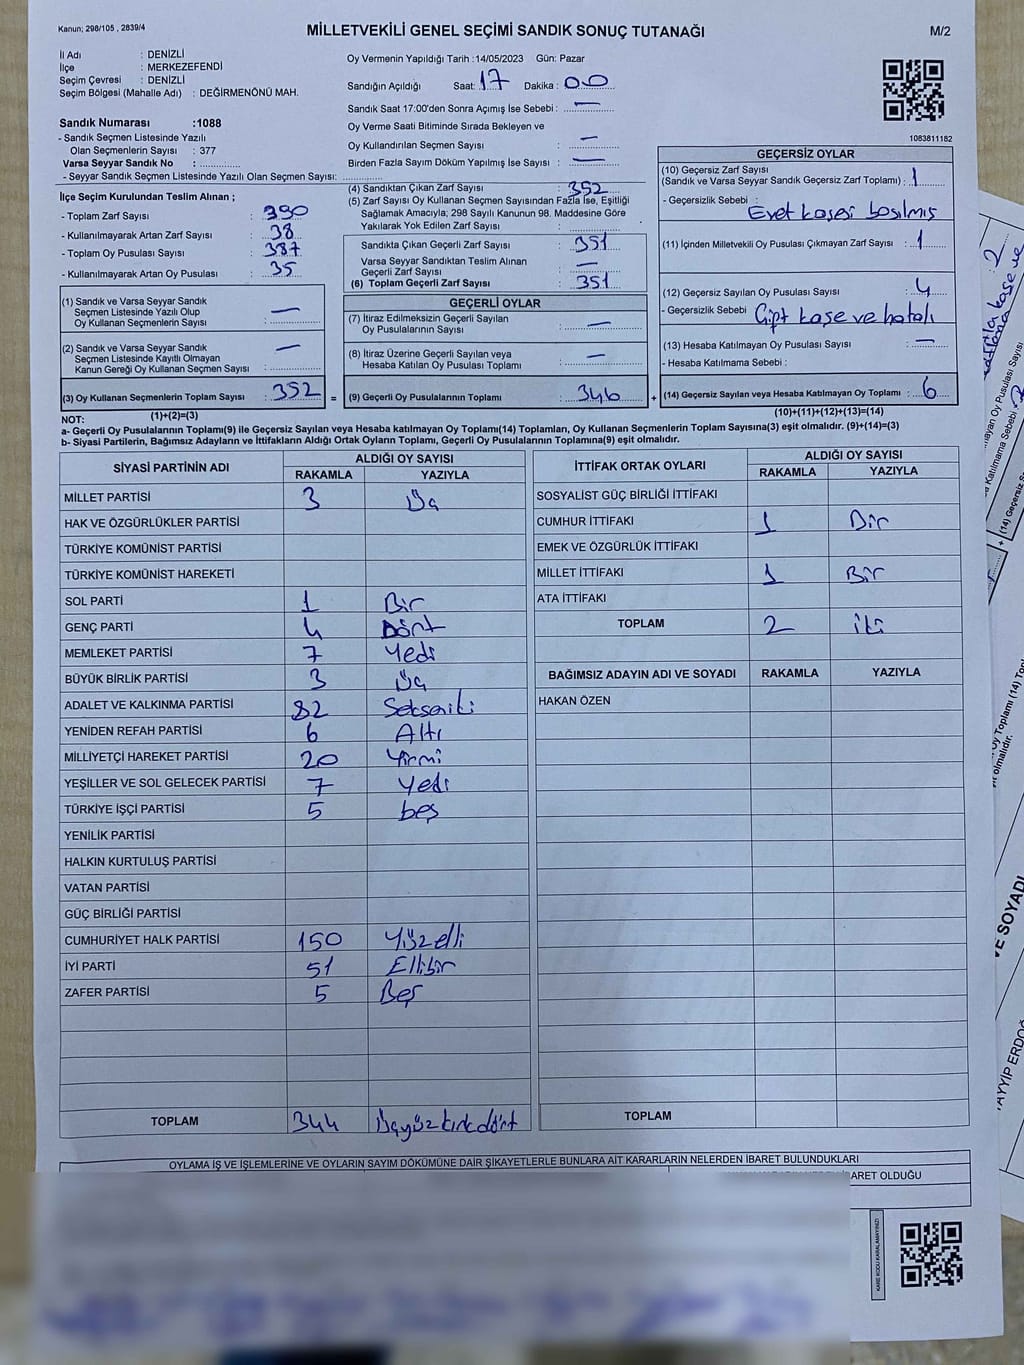 Kanun; 298/105 , 2839/4
MİLLETVEKİLİ GENEL SEÇİMİ SANDIK SONUÇ TUTANAĞI
M/2
İl Adı : DENİZLİ
İlçe : MERKEZEFENDİ
Seçim Çevresi : DENİZLİ
Seçim Bölgesi (Mahalle Adı) : DEĞİRMENÖNÜ MAH.
Sandık Numarası :1088
- Sandık Seçmen Listesinde Yazılı
Olan Seçmenlerin Sayısı : 377
Varsa Seyyar Sandık No :
- Seyyar Sandık Seçmen Listesinde Yazılı Olan Seçmen Sayısı:
Oy Vermenin Yapıldığı Tarih :14/05/2023 Gün: Pazar
Sandığın Açıldığı Saat: 17 Dakika : 00
Sandık Saat 17:00'den Sonra Açımış İse Sebebi : —
Oy Verme Saati Bitiminde Sırada Bekleyen ve
Oy Kullandırılan Seçmen Sayısı : —
Birden Fazla Sayım Döküm Yapılmış İse Sayısı : —
1083811182
İlçe Seçim Kurulundan Teslim Alınan ;
- Toplam Zarf Sayısı : 390
- Kullanılmayarak Artan Zarf Sayısı : 38
- Toplam Oy Pusulası Sayısı : 387
- Kullanılmayarak Artan Oy Pusulası : 35
(1) Sandık ve Varsa Seyyar Sandık
Seçmen Listesinde Yazılı Olup
Oy Kullanan Seçmenlerin Sayısı : —
(2) Sandık ve Varsa Seyyar Sandık
Seçmen Listesinde Kayıtlı Olmayan
Kanun Gereği Oy Kullanan Seçmen Sayısı : —
(3) Oy Kullanan Seçmenlerin Toplam Sayısı : 352 =
(4) Sandıktan Çıkan Zarf Sayısı : 352
(5) Zarf Sayısı Oy Kullanan Seçmen Sayısından Fazla İse, Eşitliği
Sağlamak Amacıyla; 298 Sayılı Kanunun 98. Maddesine Göre
Yakılarak Yok Edilen Zarf Sayısı :
Sandıkta Çıkan Geçerli Zarf Sayısı : 351
Varsa Seyyar Sandıktan Teslim Alınan
Geçerli Zarf Sayısı : —
(6) Toplam Geçerli Zarf Sayısı : 351
GEÇERLİ OYLAR
(7) İtiraz Edilmeksizin Geçerli Sayılan
Oy Pusulalarının Sayısı : —
(8) İtiraz Üzerine Geçerli Sayılan veya
Hesaba Katılan Oy Pusulası Toplamı : —
(9) Geçerli Oy Pusulalarının Toplamı : 346 +
GEÇERSİZ OYLAR
(10) Geçersiz Zarf Sayısı
(Sandık ve Varsa Seyyar Sandık Geçersiz Zarf Toplamı) : 1
- Geçersizlik Sebebi :
Evet kaşesi basılmış
(11) İçinden Milletvekili Oy Pusulası Çıkmayan Zarf Sayısı : 1
(12) Geçersiz Sayılan Oy Pusulası Sayısı : 4
- Geçersizlik Sebebi : Çift kaşe ve hatalı
(13) Hesaba Katılmayan Oy Pusulası Sayısı : —
- Hesaba Katılmama Sebebi :
(14) Geçersiz Sayılan veya Hesaba Katılmayan Oy Toplamı : 6
NOT: (1)+(2)=(3) (10)+(11)+(12)+(13)=(14)
a- Geçerli Oy Pusulalarının Toplamı(9) ile Geçersiz Sayılan veya Hesaba katılmayan Oy Toplamı(14) Toplamları, Oy Kullanan Seçmenlerin Toplam Sayısına(3) eşit olmalıdır. (9)+(14)=(3)
b- Siyasi Partilerin, Bağımsız Adayların ve İttifakların Aldığı Ortak Oyların Toplamı, Geçerli Oy Pusulalarının Toplamına(9) eşit olmalıdır.
SİYASİ PARTİNİN ADI
ALDIĞI OY SAYISI
RAKAMLA YAZIYLA
MİLLET PARTİSİ 3 Üç
HAK VE ÖZGÜRLÜKLER PARTİSİ
TÜRKİYE KOMÜNİST PARTİSİ
TÜRKİYE KOMÜNİST HAREKETİ
SOL PARTİ 1 Bir
GENÇ PARTİ 4 Dört
MEMLEKET PARTİSİ 7 Yedi
BÜYÜK BİRLİK PARTİSİ 3 Üç
ADALET VE KALKINMA PARTİSİ 82 Sekseniki
YENİDEN REFAH PARTİSİ 6 Altı
MİLLİYETÇİ HAREKET PARTİSİ 20 Yirmi
YEŞİLLER VE SOL GELECEK PARTİSİ 7 Yedi
TÜRKİYE İŞÇİ PARTİSİ 5 beş
YENİLİK PARTİSİ
HALKIN KURTULUŞ PARTİSİ
VATAN PARTİSİ
GÜÇ BİRLİĞİ PARTİSİ
CUMHURİYET HALK PARTİSİ 150 Yüzelli
İYİ PARTİ 51 Ellibir
ZAFER PARTİSİ 5 Beş
TOPLAM 344 Üçyüzkırkdört
İTTİFAK ORTAK OYLARI
ALDIĞI OY SAYISI
RAKAMLA YAZIYLA
SOSYALİST GÜÇ BİRLİĞİ İTTİFAKI
CUMHUR İTTİFAKI 1 Bir
EMEK VE ÖZGÜRLÜK İTTİFAKI
MİLLET İTTİFAKI 1 Bir
ATA İTTİFAKI
TOPLAM 2 iki
BAĞIMSIZ ADAYIN ADI VE SOYADI RAKAMLA YAZIYLA
HAKAN ÖZEN
TOPLAM
OYLAMA İŞ VE İŞLEMLERİNE VE OYLARIN SAYIM DÖKÜMÜNE DAİR ŞİKAYETLERLE BUNLARA AİT KARARLARIN NELERDEN İBARET BULUNDUKLARI
BARET OLDUĞU
KARE KODU KARALAMAYINIZ!
VE SOYADI
AYYİP ERDOĞ